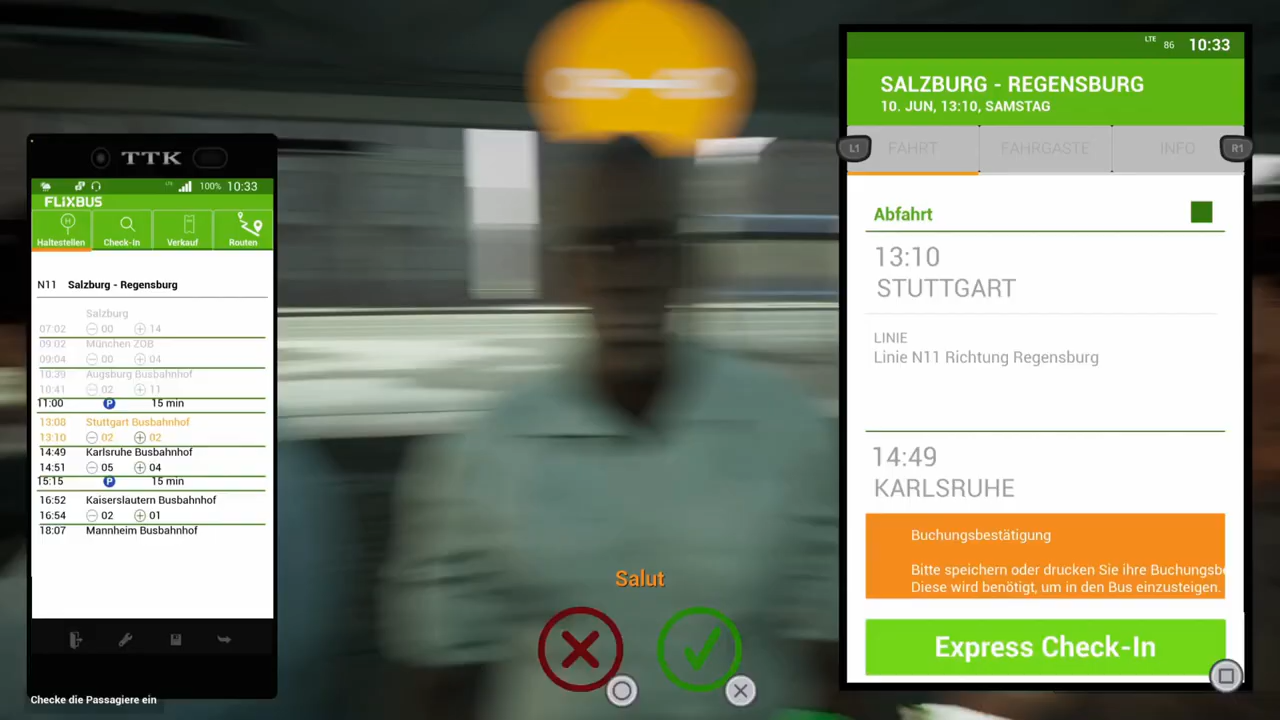 TTK
100% 10:33
FLiXBUS
Haltestellen Check-In Verkauf Routen
N11 Salzburg - Regensburg
Salzburg
07:02 00 14
09:02 München ZOB
09:04 00 04
10:39 Augsburg Busbahnhof
10:41 02 11
11:00 P 15 min
13:08 Stuttgart Busbahnhof
13:10 02 02
14:49 Karlsruhe Busbahnhof
14:51 05 04
15:15 P 15 min
16:52 Kaiserslautern Busbahnhof
16:54 02 01
18:07 Mannheim Busbahnhof
Checke die Passagiere ein
Salut
LTE 86 10:33
SALZBURG - REGENSBURG
10. JUN, 13:10, SAMSTAG
L1 FAHRT FAHRGÄSTE INFO R1
Abfahrt
13:10
STUTTGART
LINIE
Linie N11 Richtung Regensburg
14:49
KARLSRUHE
Buchungsbestätigung
Bitte speichern oder drucken Sie ihre Buchungsbe
Diese wird benötigt, um in den Bus einzusteigen.
Express Check-In